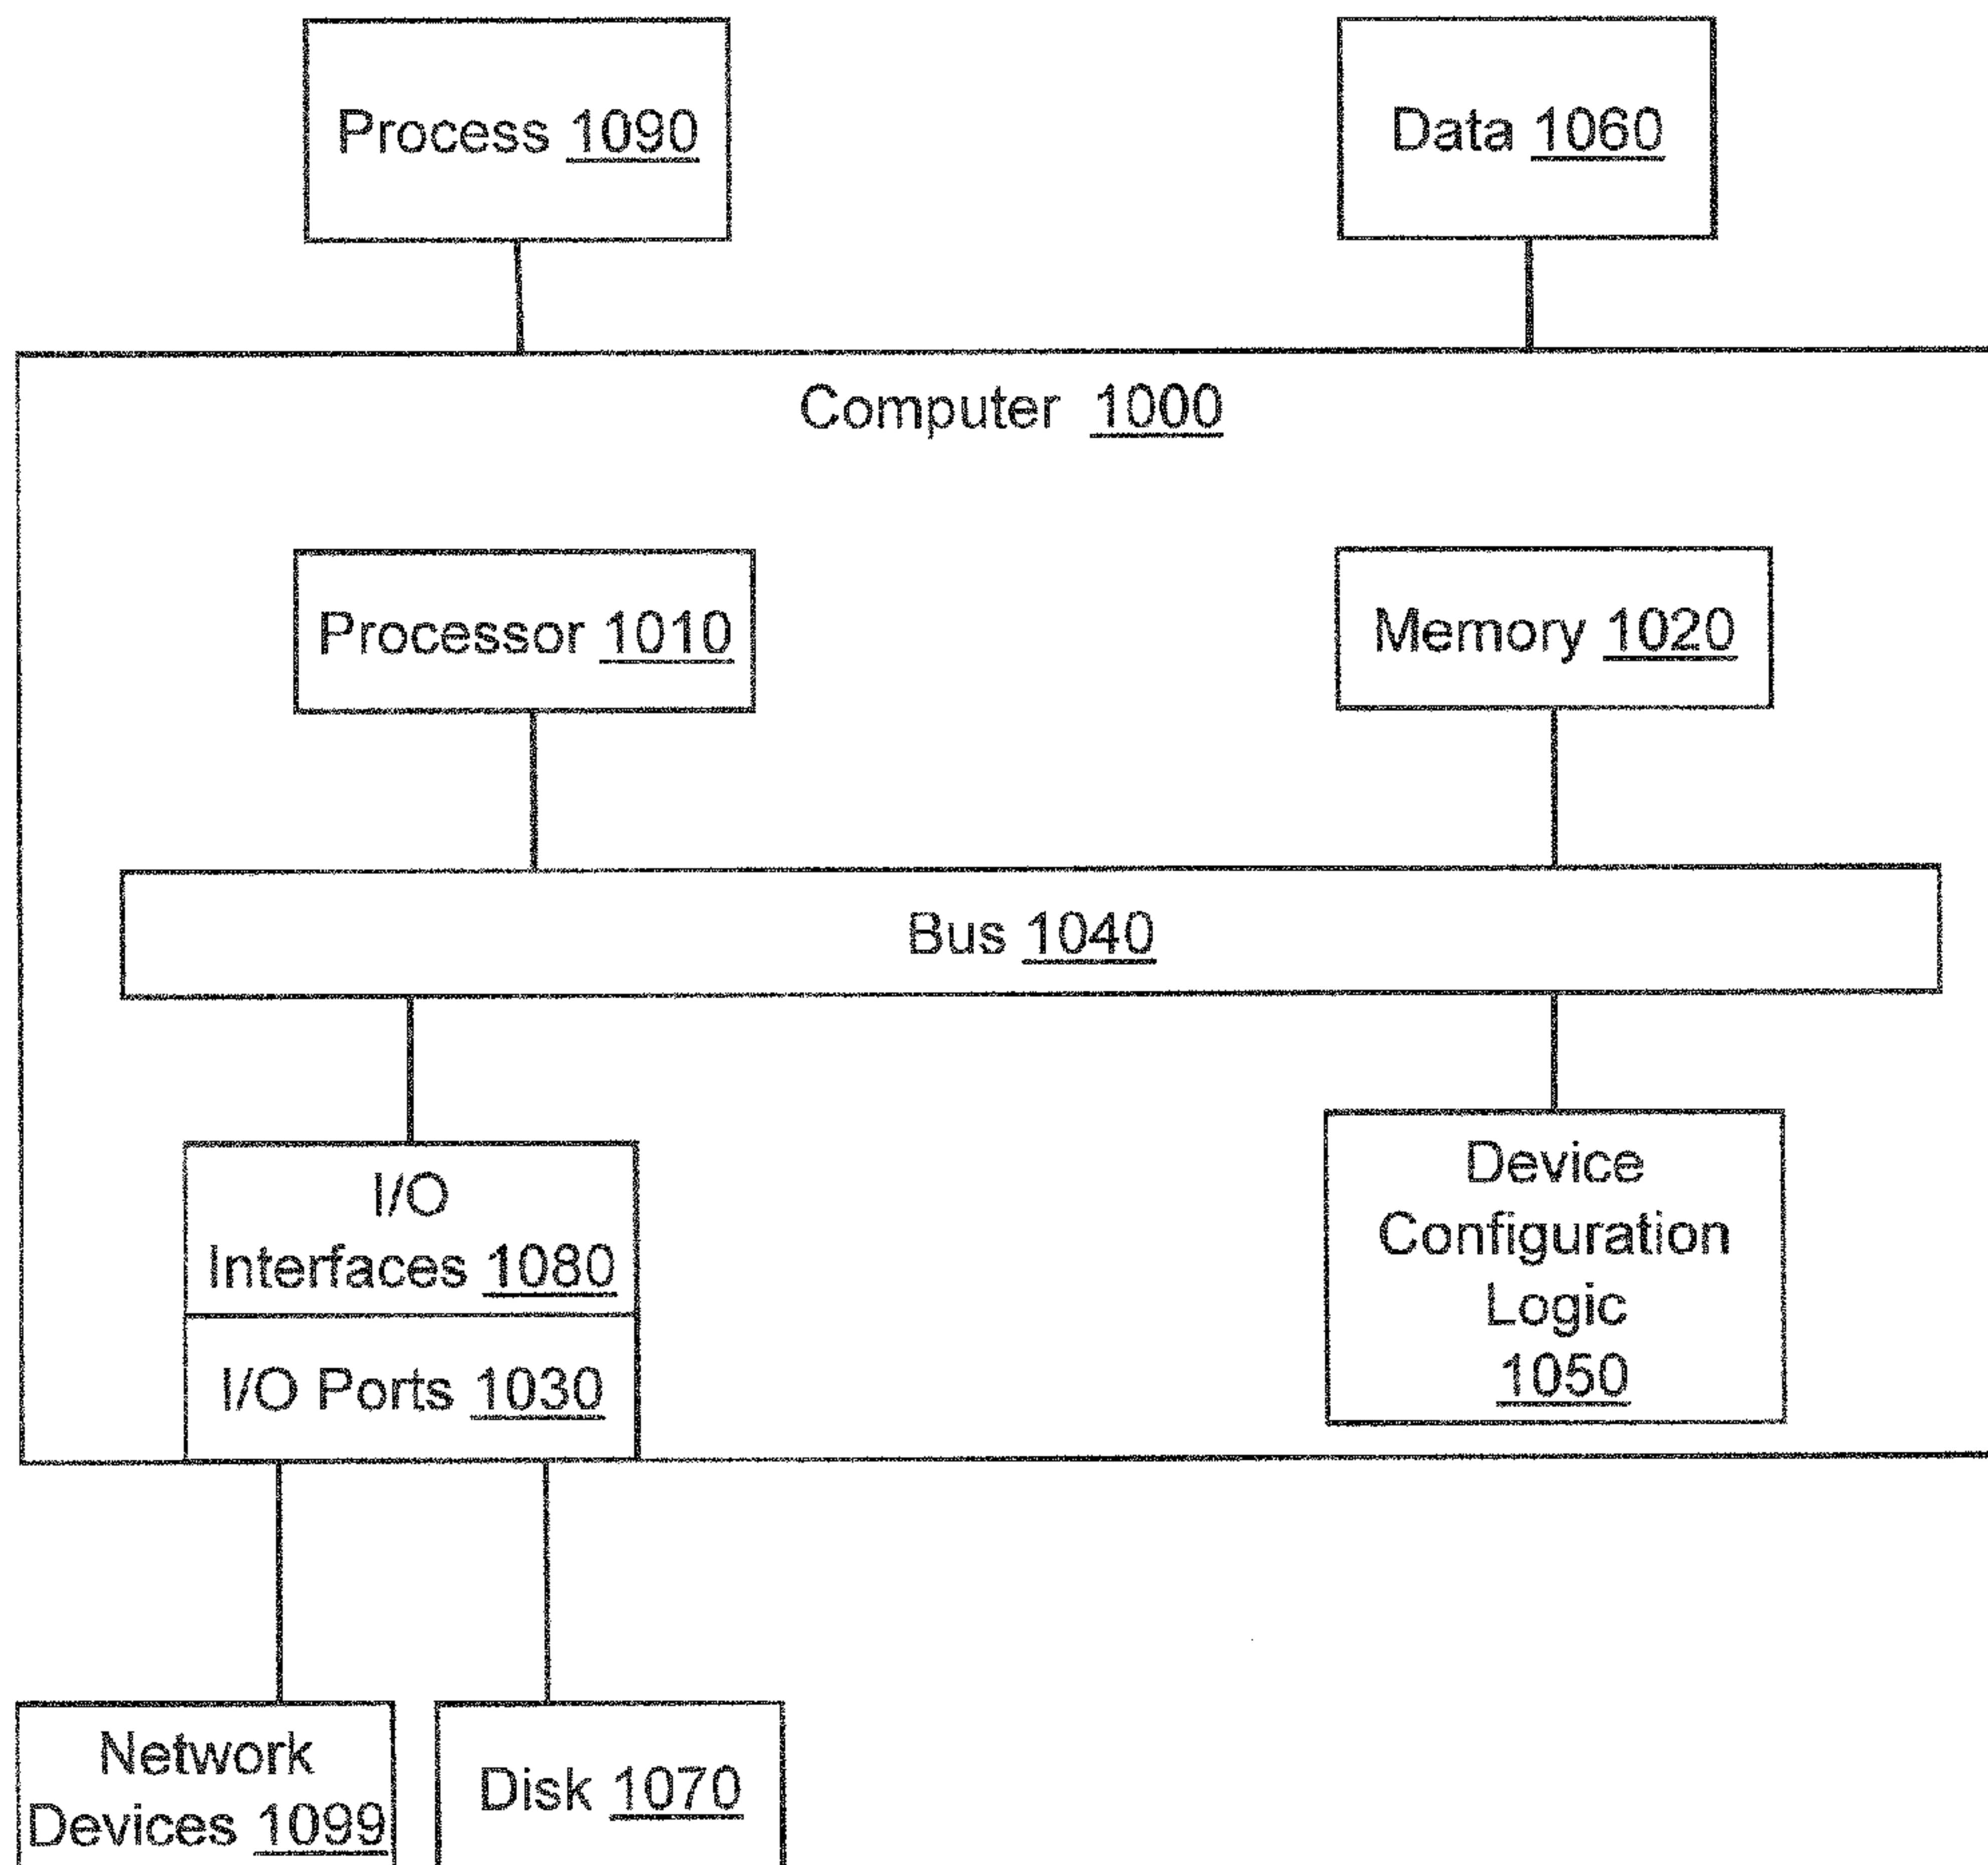 Process 1090
Data 1060
Computer 1000
Processor 1010
Memory 1020
Bus 1040
I/O
Interfaces 1080
I/O Ports 1030
Device
Configuration
Logic
1050
Network
Devices 1099
Disk 1070